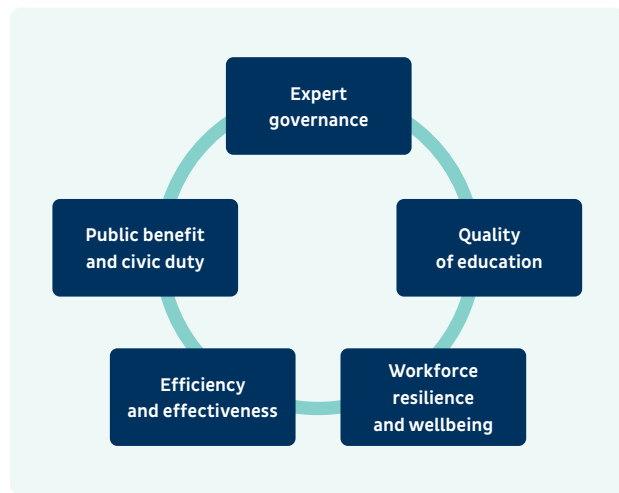 Expert
governance
Quality
of education
Workforce
resilience
and wellbeing
Efficiency
and effectiveness
Public benefit
and civic duty